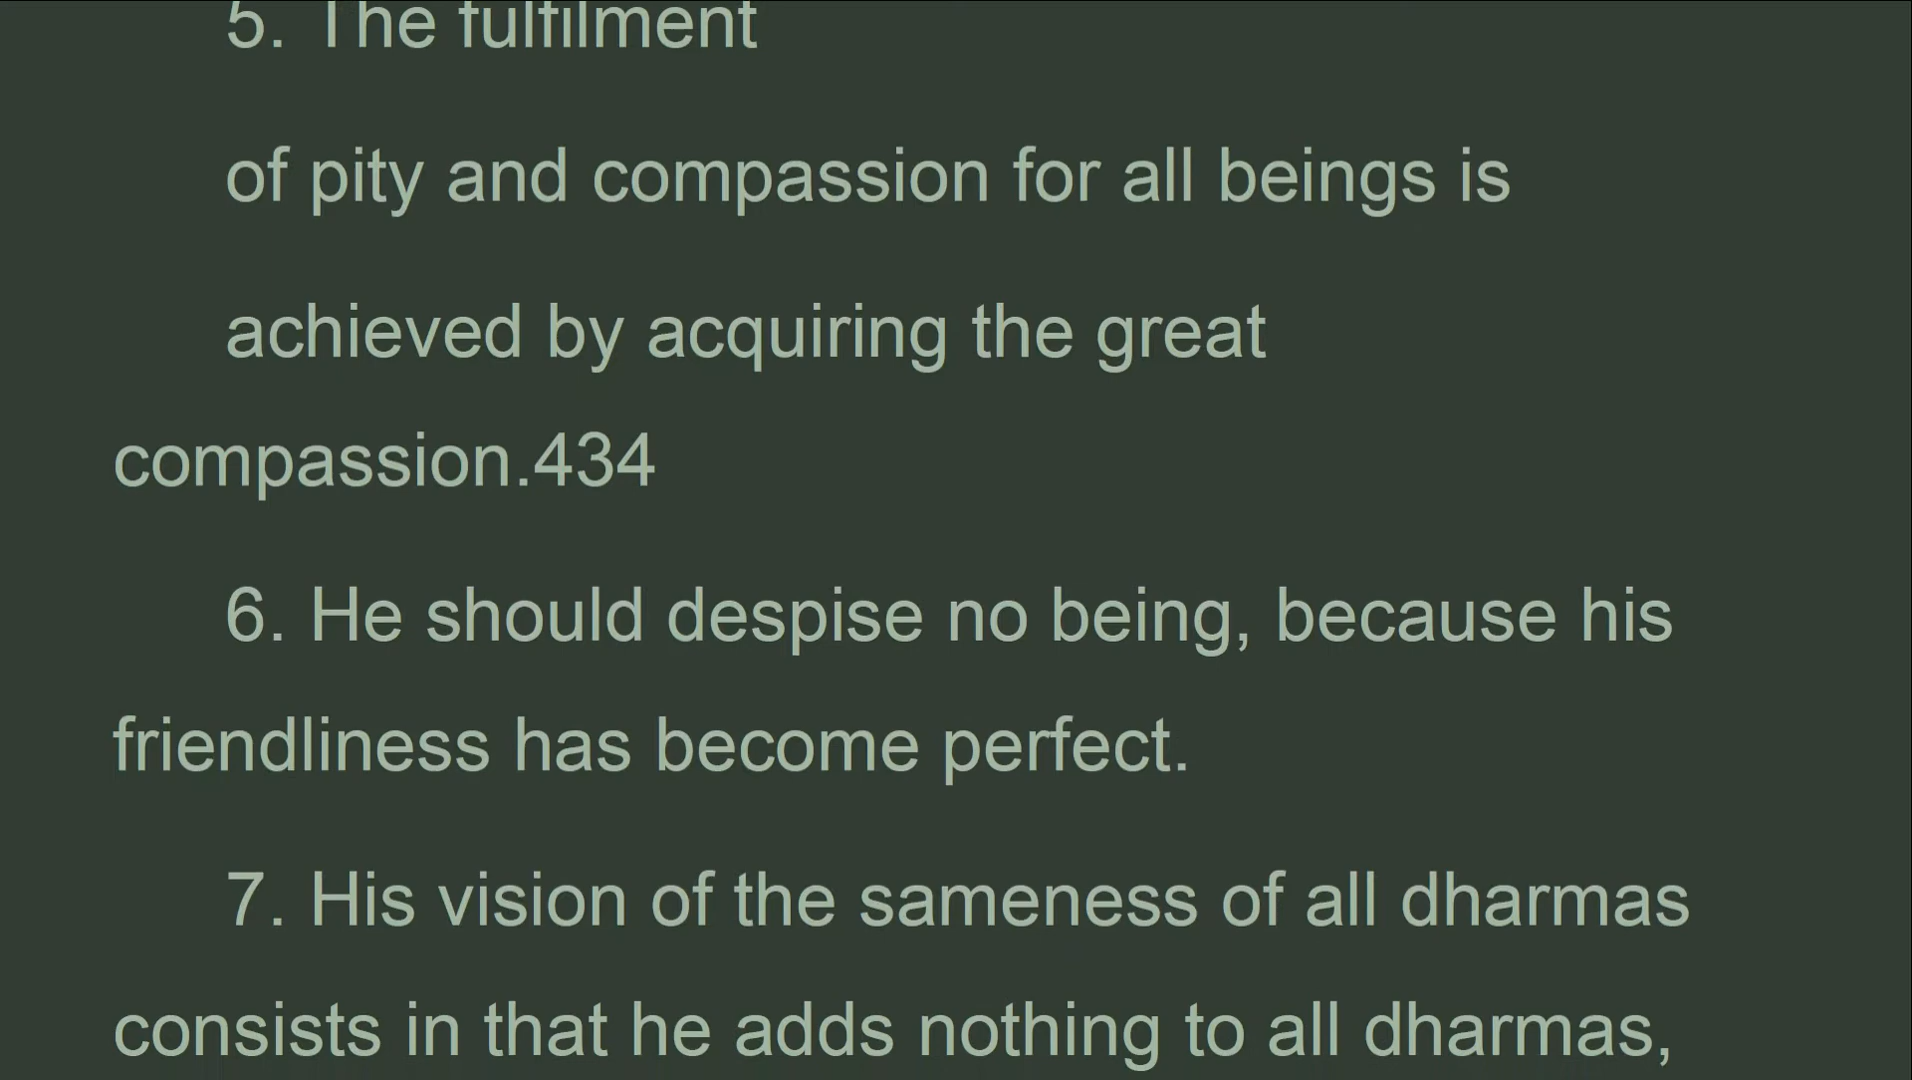 5. The fulfilment
of pity and compassion for all beings is
achieved by acquiring the great
compassion.434
6. He should despise no being, because his
friendliness has become perfect.
7. His vision of the sameness of all dharmas
consists in that he adds nothing to all dharmas,